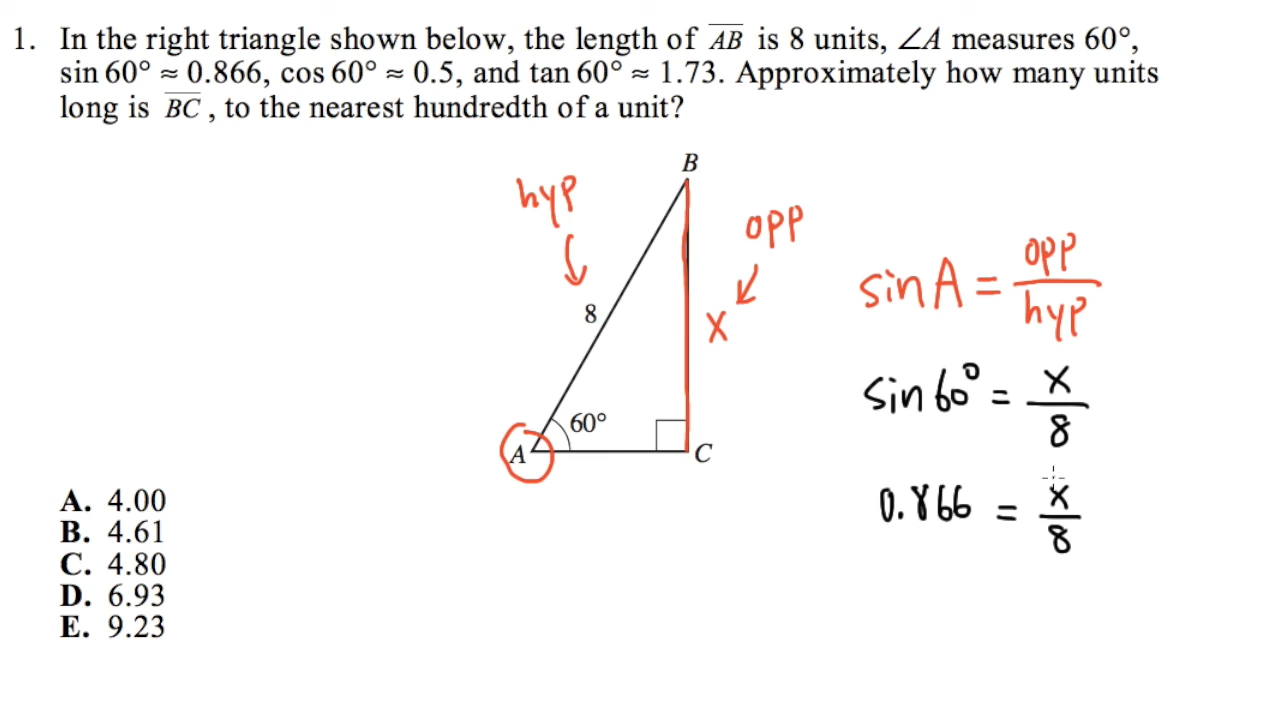 1. In the right triangle shown below, the length of AB is 8 units, ∠A measures 60°,
sin 60° ≈ 0.866, cos 60° ≈ 0.5, and tan 60° ≈ 1.73. Approximately how many units
long is BC, to the nearest hundredth of a unit?
B
hyp
opp
8
x
60°
A
C
sin A = opp/hyp
sin 60° = x/8
0.866 = x/8
A. 4.00
B. 4.61
C. 4.80
D. 6.93
E. 9.23